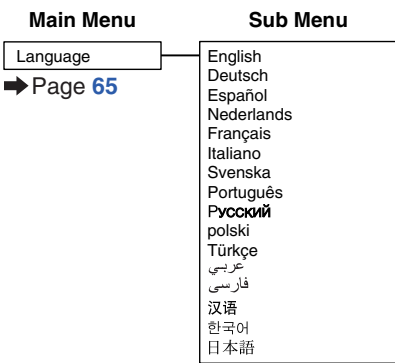 Main Menu
Sub Menu
Language
➡ Page 65
English
Deutsch
Español
Nederlands
Français
Italiano
Svenska
Português
Русский
polski
Türkçe
عربي
فارسی
汉语
한국어
日本語